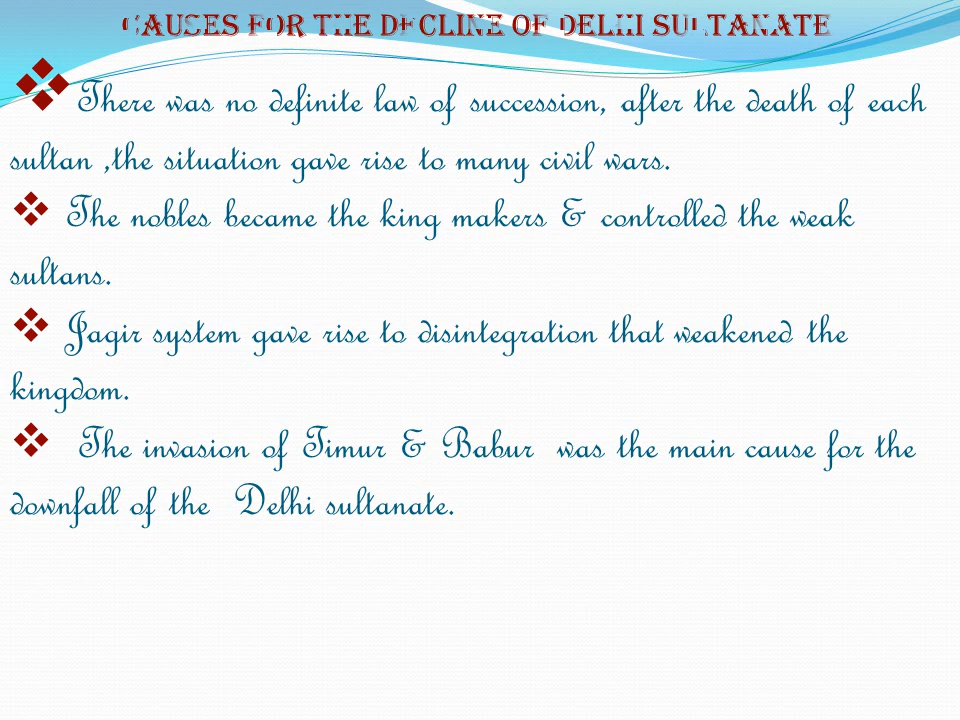 CAUSES FOR THE DECLINE OF DELHI SULTANATE
❖There was no definite law of succession, after the death of each
sultan ,the situation gave rise to many civil wars.
❖ The nobles became the king makers & controlled the weak
sultans.
❖ Jagir system gave rise to disintegration that weakened the
kingdom.
❖ The invasion of Timur & Babur was the main cause for the
downfall of the Delhi sultanate.